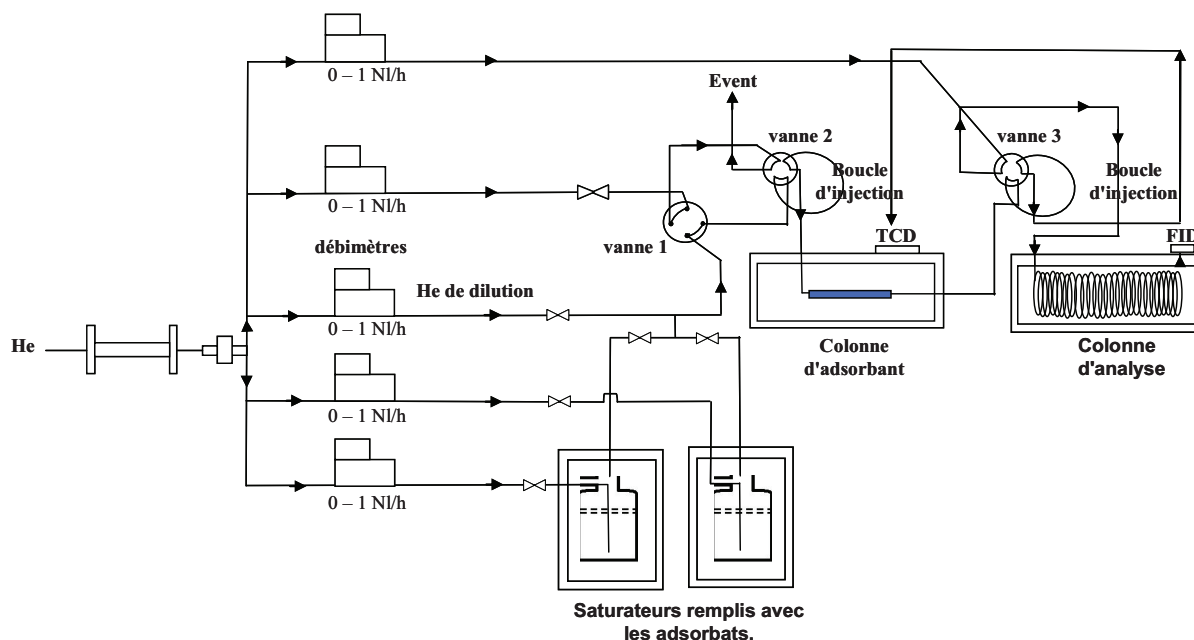 0 – 1 Nl/h
Event
vanne 2
vanne 3
0 – 1 Nl/h
Boucle
d'injection
Boucle
d'injection
débimètres
vanne 1
TCD
FID
He de dilution
0 – 1 Nl/h
He
Colonne
d'adsorbant
Colonne
d'analyse
0 – 1 Nl/h
0 – 1 Nl/h
Saturateurs remplis avec
les adsorbats.